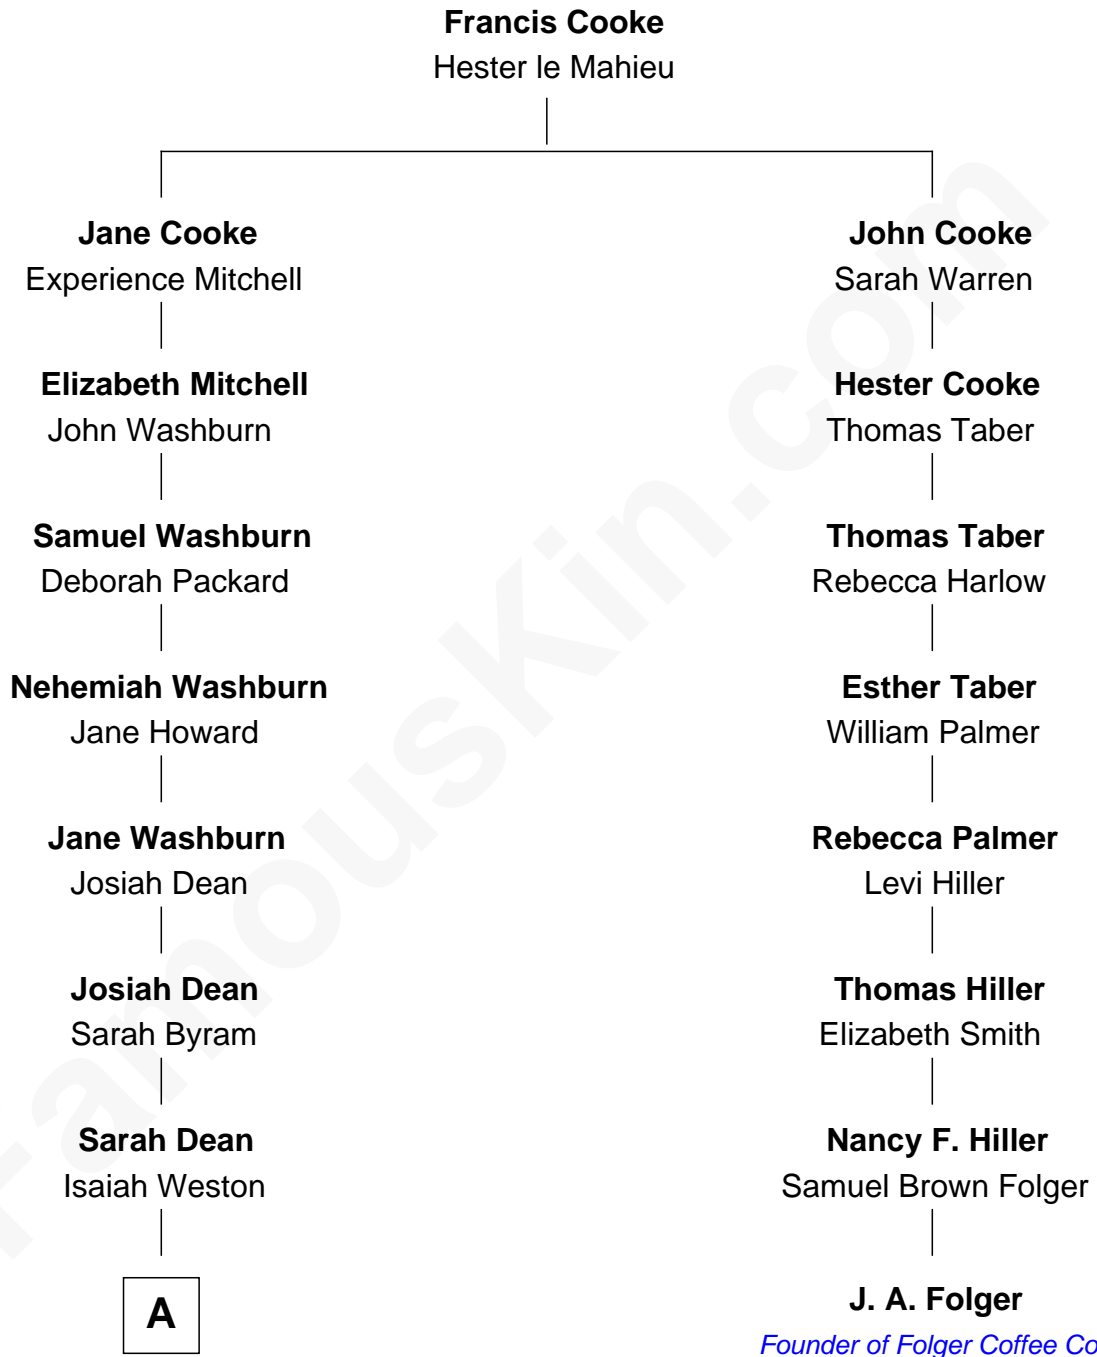 Francis Cooke
Hester le Mahieu
Jane Cooke
Experience Mitchell
John Cooke
Sarah Warren
Elizabeth Mitchell
John Washburn
Hester Cooke
Thomas Taber
Samuel Washburn
Deborah Packard
Thomas Taber
Rebecca Harlow
Nehemiah Washburn
Jane Howard
Esther Taber
William Palmer
Jane Washburn
Josiah Dean
Rebecca Palmer
Levi Hiller
Josiah Dean
Sarah Byram
Thomas Hiller
Elizabeth Smith
Sarah Dean
Isaiah Weston
Nancy F. Hiller
Samuel Brown Folger
A
J. A. Folger
Founder of Folger Coffee Co
FamousKin.com